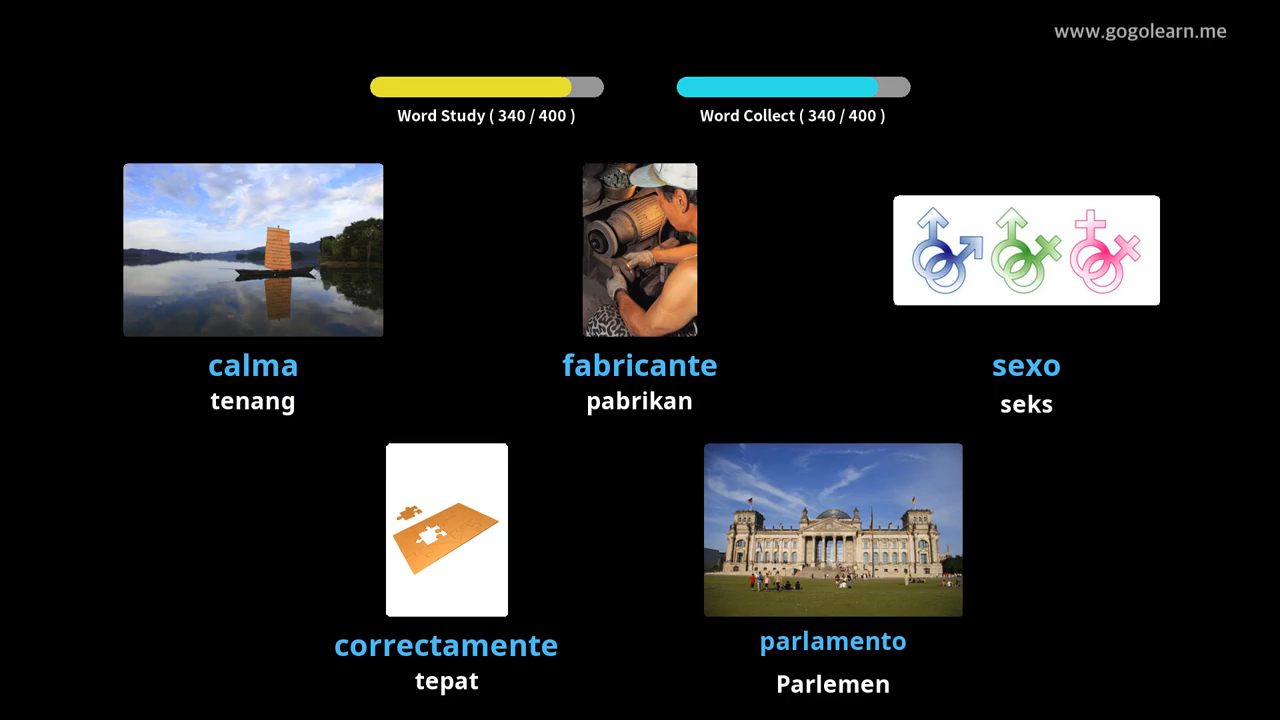 www.gogolearn.me
Word Study ( 340 / 400 )
Word Collect ( 340 / 400 )
calma
tenang
fabricante
pabrikan
sexo
seks
correctamente
tepat
parlamento
Parlemen